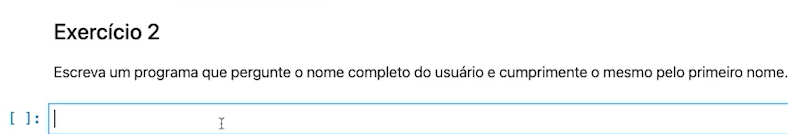 Exercício 2
Escreva um programa que pergunte o nome completo do usuário e cumprimente o mesmo pelo primeiro nome.
[ ]: